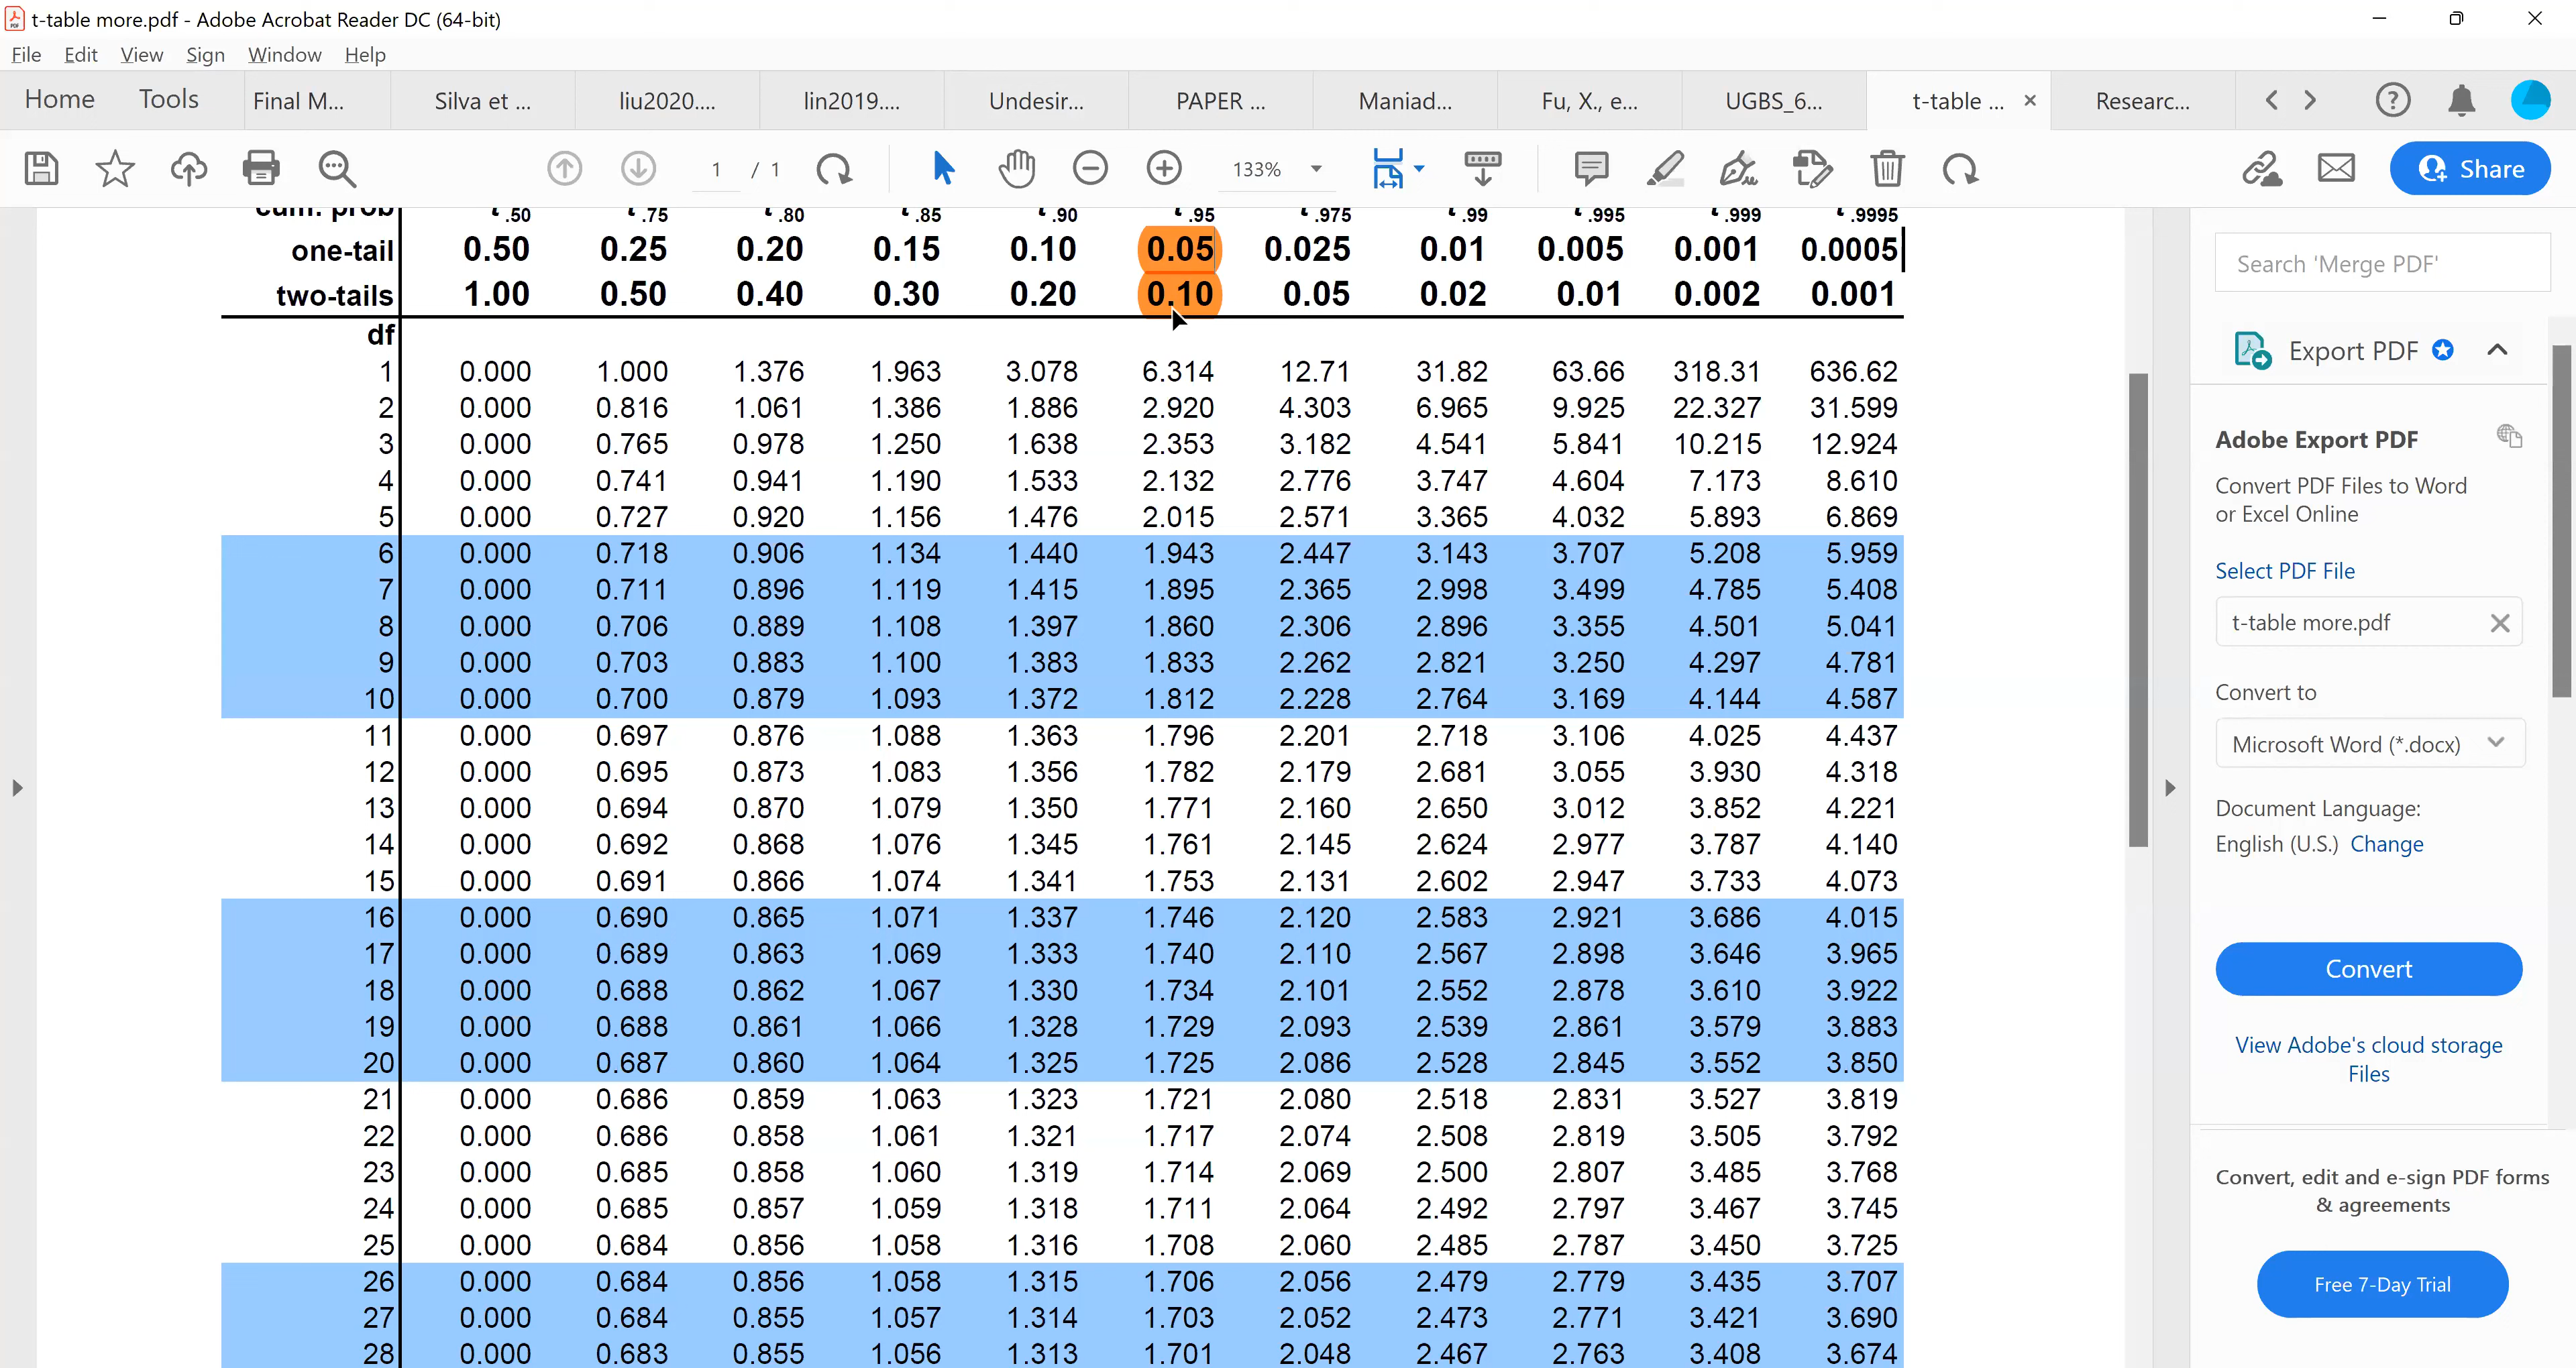 t-table more.pdf - Adobe Acrobat Reader DC (64-bit)
File Edit View Sign Window Help
Home Tools Final M... Silva et ... liu2020.... lin2019.... Undesir... PAPER ... Maniad... Fu, X., e... UGBS_6... t-table ... Researc...
1 / 1 133% Share
cum. prob t .50 t .75 t .80 t .85 t .90 t .95 t .975 t .99 t .995 t .999 t .9995
one-tail 0.50 0.25 0.20 0.15 0.10 0.05 0.025 0.01 0.005 0.001 0.0005
two-tails 1.00 0.50 0.40 0.30 0.20 0.10 0.05 0.02 0.01 0.002 0.001
df
1 0.000 1.000 1.376 1.963 3.078 6.314 12.71 31.82 63.66 318.31 636.62
2 0.000 0.816 1.061 1.386 1.886 2.920 4.303 6.965 9.925 22.327 31.599
3 0.000 0.765 0.978 1.250 1.638 2.353 3.182 4.541 5.841 10.215 12.924
4 0.000 0.741 0.941 1.190 1.533 2.132 2.776 3.747 4.604 7.173 8.610
5 0.000 0.727 0.920 1.156 1.476 2.015 2.571 3.365 4.032 5.893 6.869
6 0.000 0.718 0.906 1.134 1.440 1.943 2.447 3.143 3.707 5.208 5.959
7 0.000 0.711 0.896 1.119 1.415 1.895 2.365 2.998 3.499 4.785 5.408
8 0.000 0.706 0.889 1.108 1.397 1.860 2.306 2.896 3.355 4.501 5.041
9 0.000 0.703 0.883 1.100 1.383 1.833 2.262 2.821 3.250 4.297 4.781
10 0.000 0.700 0.879 1.093 1.372 1.812 2.228 2.764 3.169 4.144 4.587
11 0.000 0.697 0.876 1.088 1.363 1.796 2.201 2.718 3.106 4.025 4.437
12 0.000 0.695 0.873 1.083 1.356 1.782 2.179 2.681 3.055 3.930 4.318
13 0.000 0.694 0.870 1.079 1.350 1.771 2.160 2.650 3.012 3.852 4.221
14 0.000 0.692 0.868 1.076 1.345 1.761 2.145 2.624 2.977 3.787 4.140
15 0.000 0.691 0.866 1.074 1.341 1.753 2.131 2.602 2.947 3.733 4.073
16 0.000 0.690 0.865 1.071 1.337 1.746 2.120 2.583 2.921 3.686 4.015
17 0.000 0.689 0.863 1.069 1.333 1.740 2.110 2.567 2.898 3.646 3.965
18 0.000 0.688 0.862 1.067 1.330 1.734 2.101 2.552 2.878 3.610 3.922
19 0.000 0.688 0.861 1.066 1.328 1.729 2.093 2.539 2.861 3.579 3.883
20 0.000 0.687 0.860 1.064 1.325 1.725 2.086 2.528 2.845 3.552 3.850
21 0.000 0.686 0.859 1.063 1.323 1.721 2.080 2.518 2.831 3.527 3.819
22 0.000 0.686 0.858 1.061 1.321 1.717 2.074 2.508 2.819 3.505 3.792
23 0.000 0.685 0.858 1.060 1.319 1.714 2.069 2.500 2.807 3.485 3.768
24 0.000 0.685 0.857 1.059 1.318 1.711 2.064 2.492 2.797 3.467 3.745
25 0.000 0.684 0.856 1.058 1.316 1.708 2.060 2.485 2.787 3.450 3.725
26 0.000 0.684 0.856 1.058 1.315 1.706 2.056 2.479 2.779 3.435 3.707
27 0.000 0.684 0.855 1.057 1.314 1.703 2.052 2.473 2.771 3.421 3.690
28 0.000 0.683 0.855 1.056 1.313 1.701 2.048 2.467 2.763 3.408 3.674
Search 'Merge PDF'
Export PDF
Adobe Export PDF
Convert PDF Files to Word
or Excel Online
Select PDF File
t-table more.pdf
Convert to
Microsoft Word (*.docx)
Document Language:
English (U.S.) Change
Convert
View Adobe's cloud storage
Files
Convert, edit and e-sign PDF forms
& agreements
Free 7-Day Trial